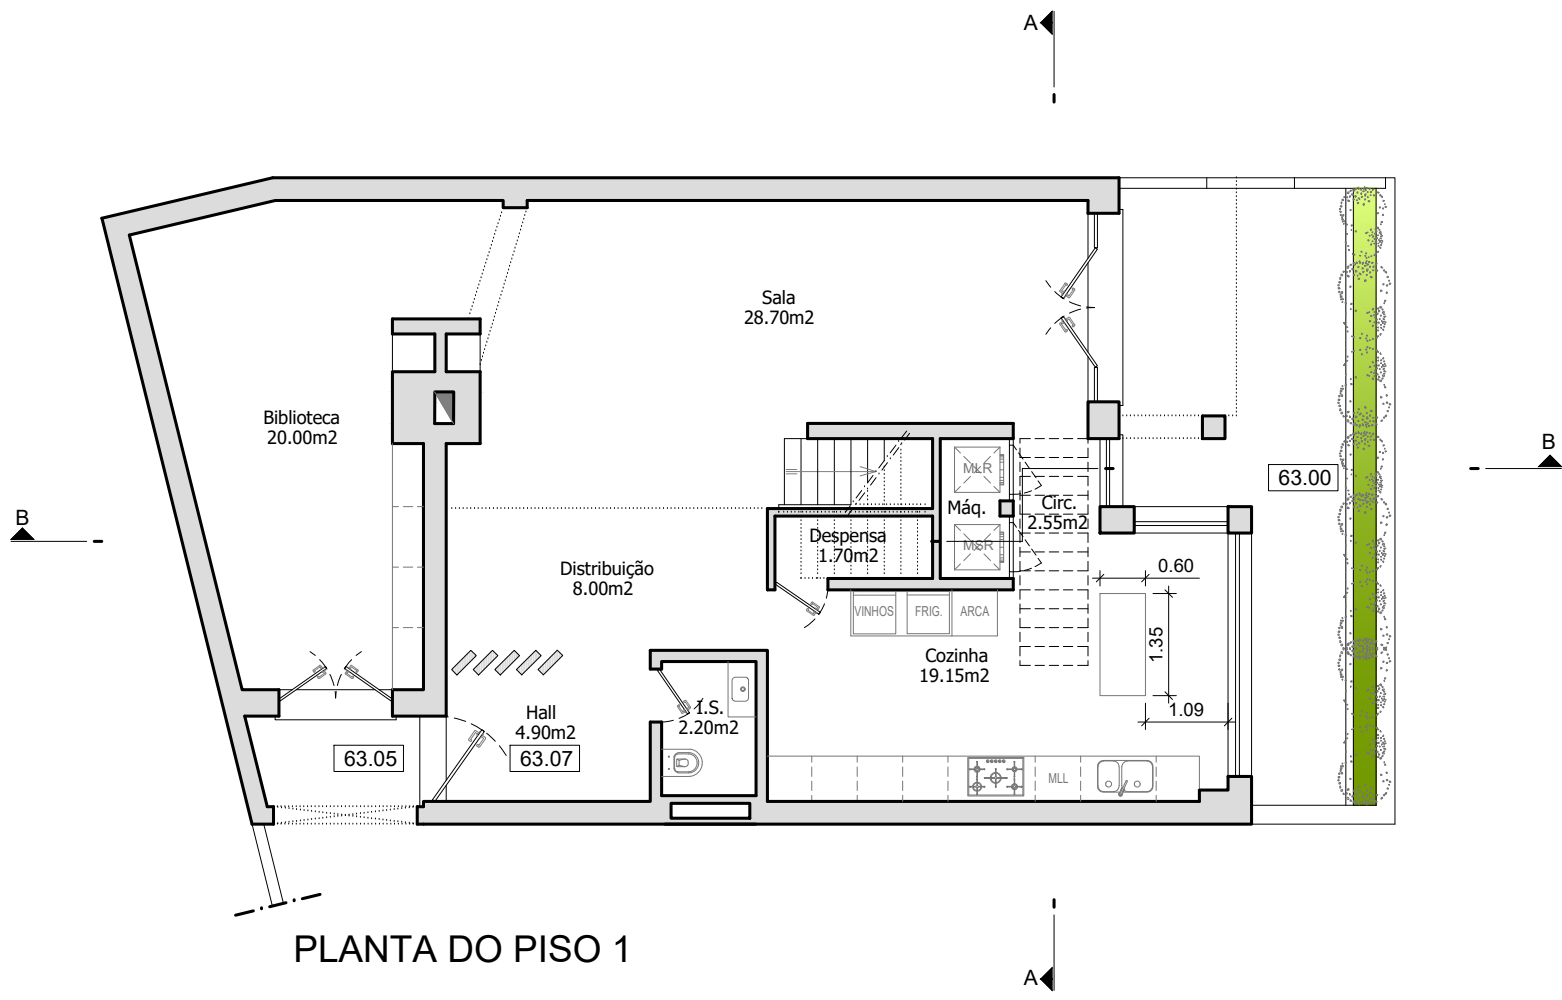 A
Sala
28.70m2
Biblioteca
20.00m2
MLR
Máq.
Circ.
2.55m2
63.00
B
B
Despensa
1.70m2
MSR
Distribuição
8.00m2
0.60
VINHOS
FRIG.
ARCA
1.35
Cozinha
19.15m2
1.09
Hall
4.90m2
I.S.
2.20m2
63.05
63.07
MLL
PLANTA DO PISO 1
A